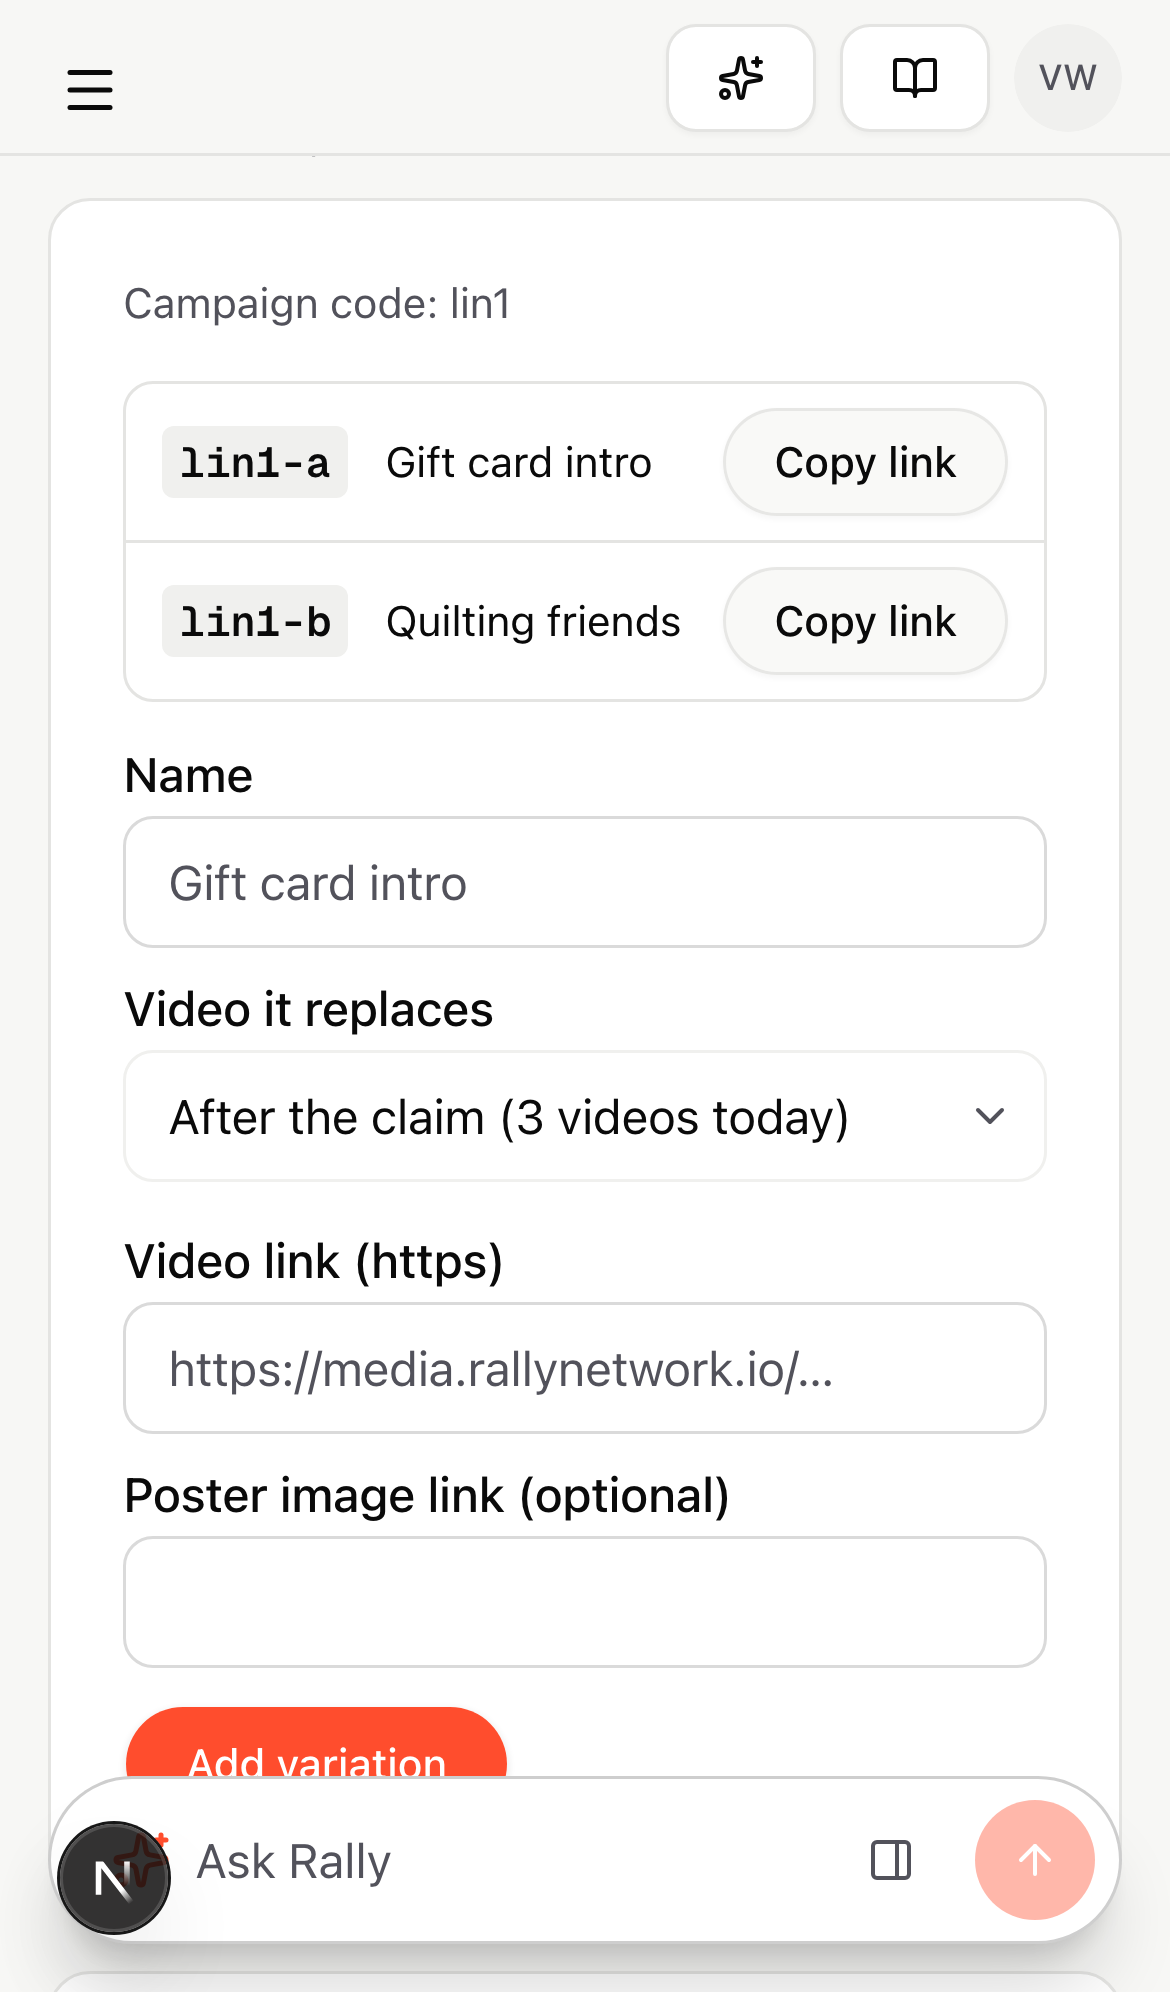 VW
Campaign code: lin1
lin1-a Gift card intro Copy link
lin1-b Quilting friends Copy link
Name
Gift card intro
Video it replaces
After the claim (3 videos today)
Video link (https)
https://media.rallynetwork.io/...
Poster image link (optional)
Add variation
N Ask Rally